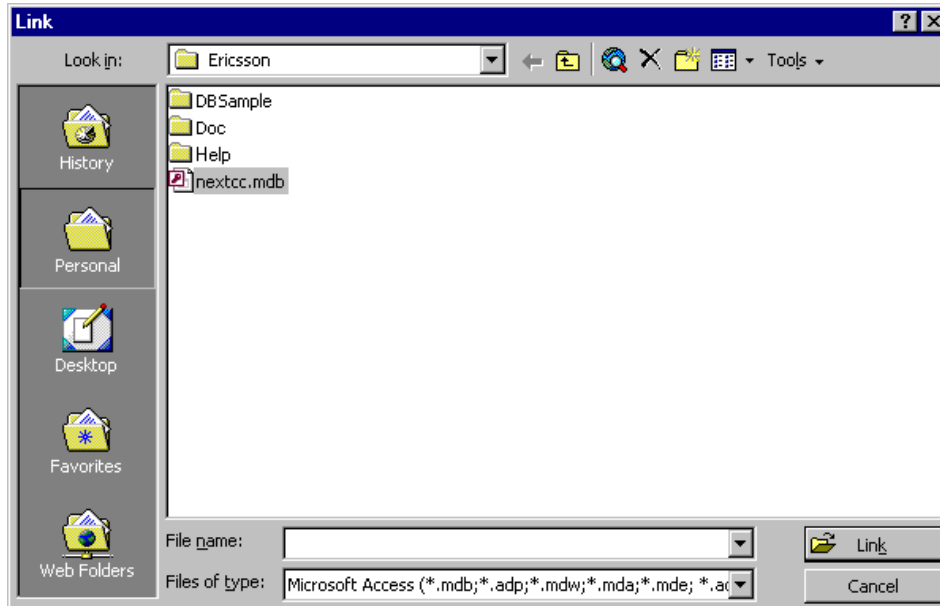 Link
Look in: Ericsson Tools
DBSample
Doc
Help
nextcc.mdb
History
Personal
Desktop
Favorites
Web Folders
File name: Link
Files of type: Microsoft Access (*.mdb;*.adp;*.mdw;*.mda;*.mde; *.ad Cancel